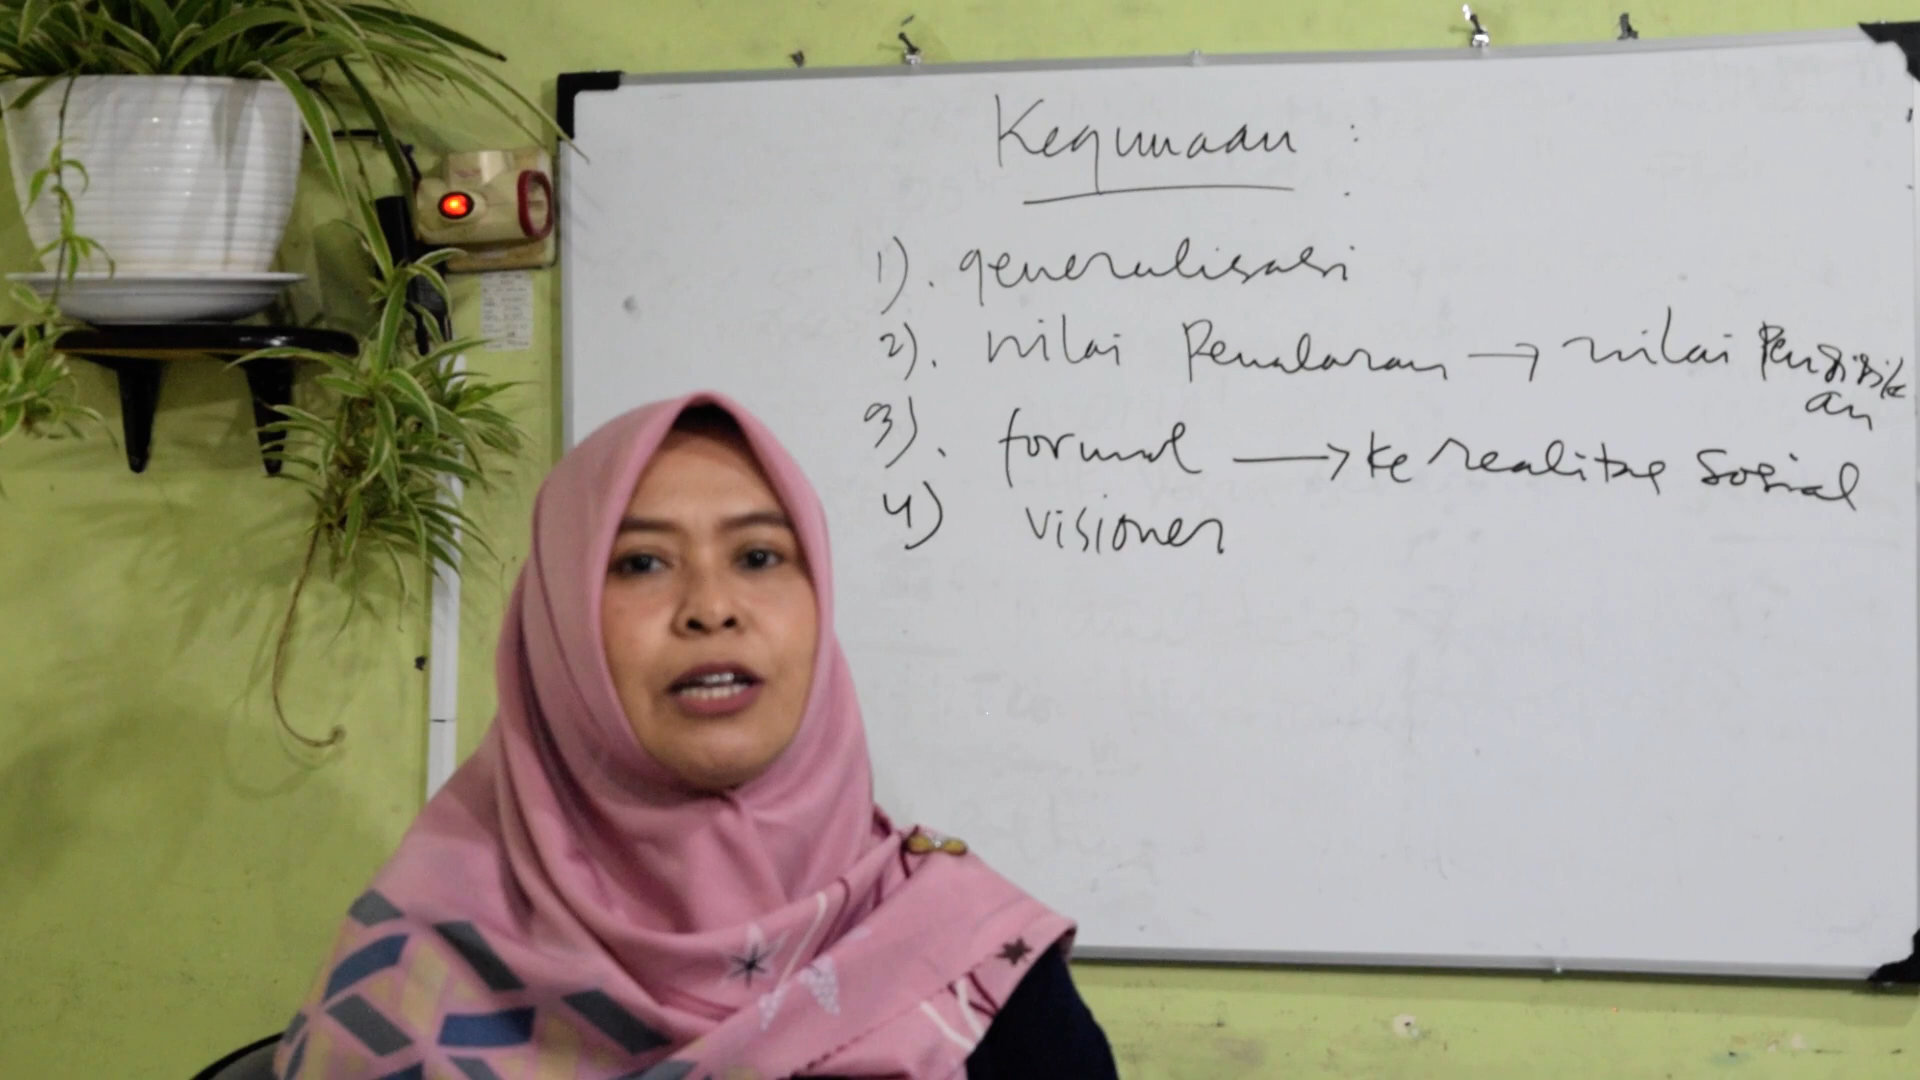 Kegunaan :
1). generalisasi
2). nilai Penalaran → nilai Pendidik
an
3). formal → ke realitas Sosial
4) visioner